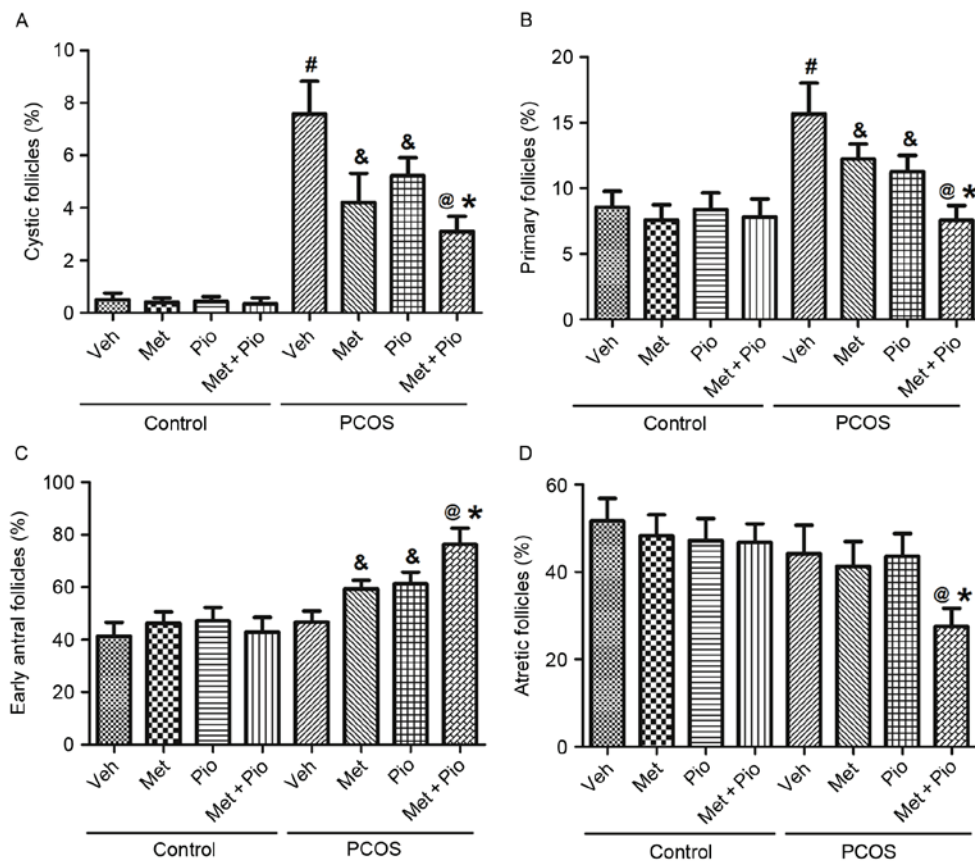 A
Cystic follicles (%)
10
8
6
4
2
0
#
&
&
@ *
Veh
Met
Pio
Met + Pio
Veh
Met
Pio
Met + Pio
Control
PCOS
B
Primary follicles (%)
20
15
10
5
0
#
&
&
@ *
Veh
Met
Pio
Met + Pio
Veh
Met
Pio
Met + Pio
Control
PCOS
C
Early antral follicles (%)
100
80
60
40
20
0
&
&
@ *
Veh
Met
Pio
Met + Pio
Veh
Met
Pio
Met + Pio
Control
PCOS
D
Atretic follicles (%)
60
40
20
0
@ *
Veh
Met
Pio
Met + Pio
Veh
Met
Pio
Met + Pio
Control
PCOS